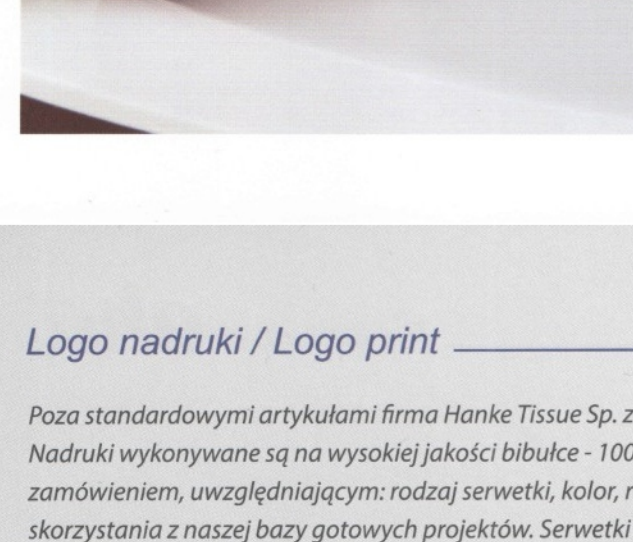 Logo nadruki / Logo print
Poza standardowymi artykułami firma Hanke Tissue Sp. z
Nadruki wykonywane są na wysokiej jakości bibułce - 100
zamówieniem, uwzględniającym: rodzaj serwetki, kolor,
skorzystania z naszej bazy gotowych projektów. Serwetki